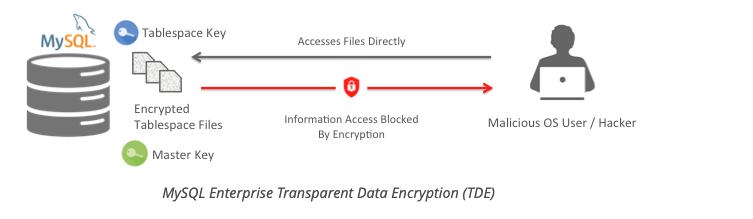 MySQL
Tablespace Key
Accesses Files Directly
Encrypted
Tablespace Files
Information Access Blocked
By Encryption
Malicious OS User / Hacker
Master Key
MySQL Enterprise Transparent Data Encryption (TDE)